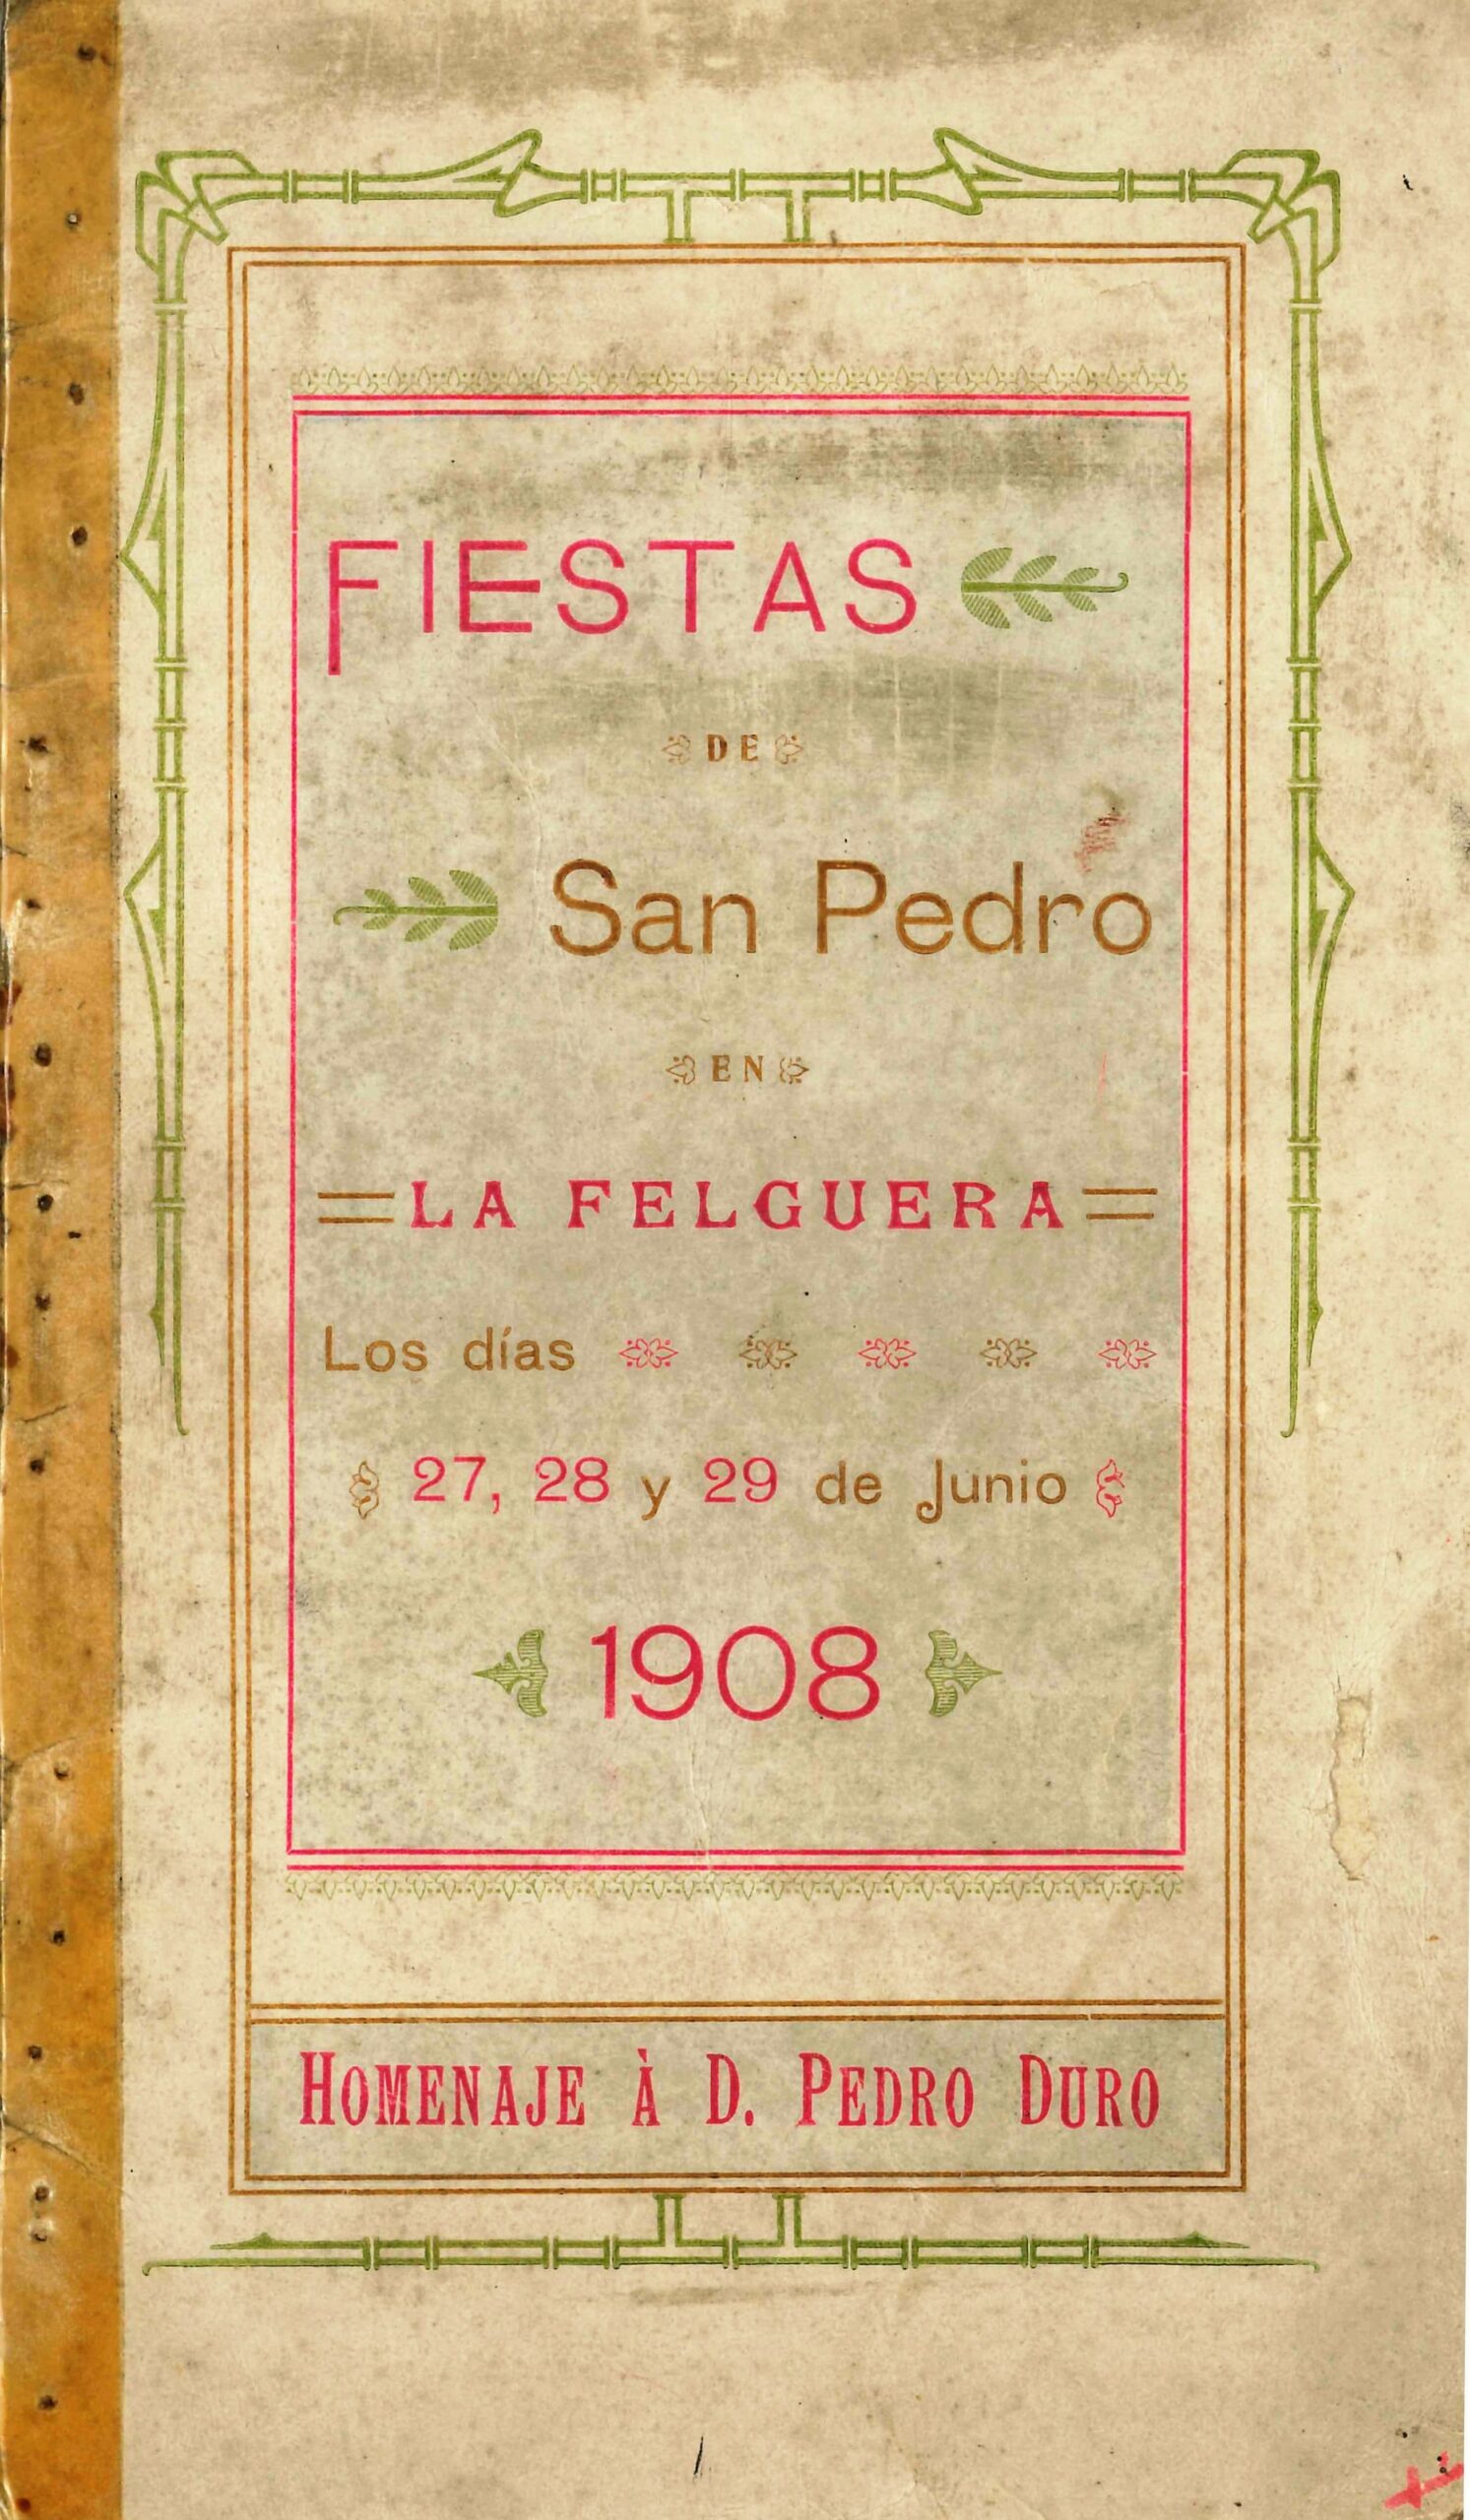 FIESTAS
DE
San Pedro
EN
LA FELGUERA
Los días
27, 28 y 29 de Junio
1908
HOMENAJE À D. PEDRO DURO